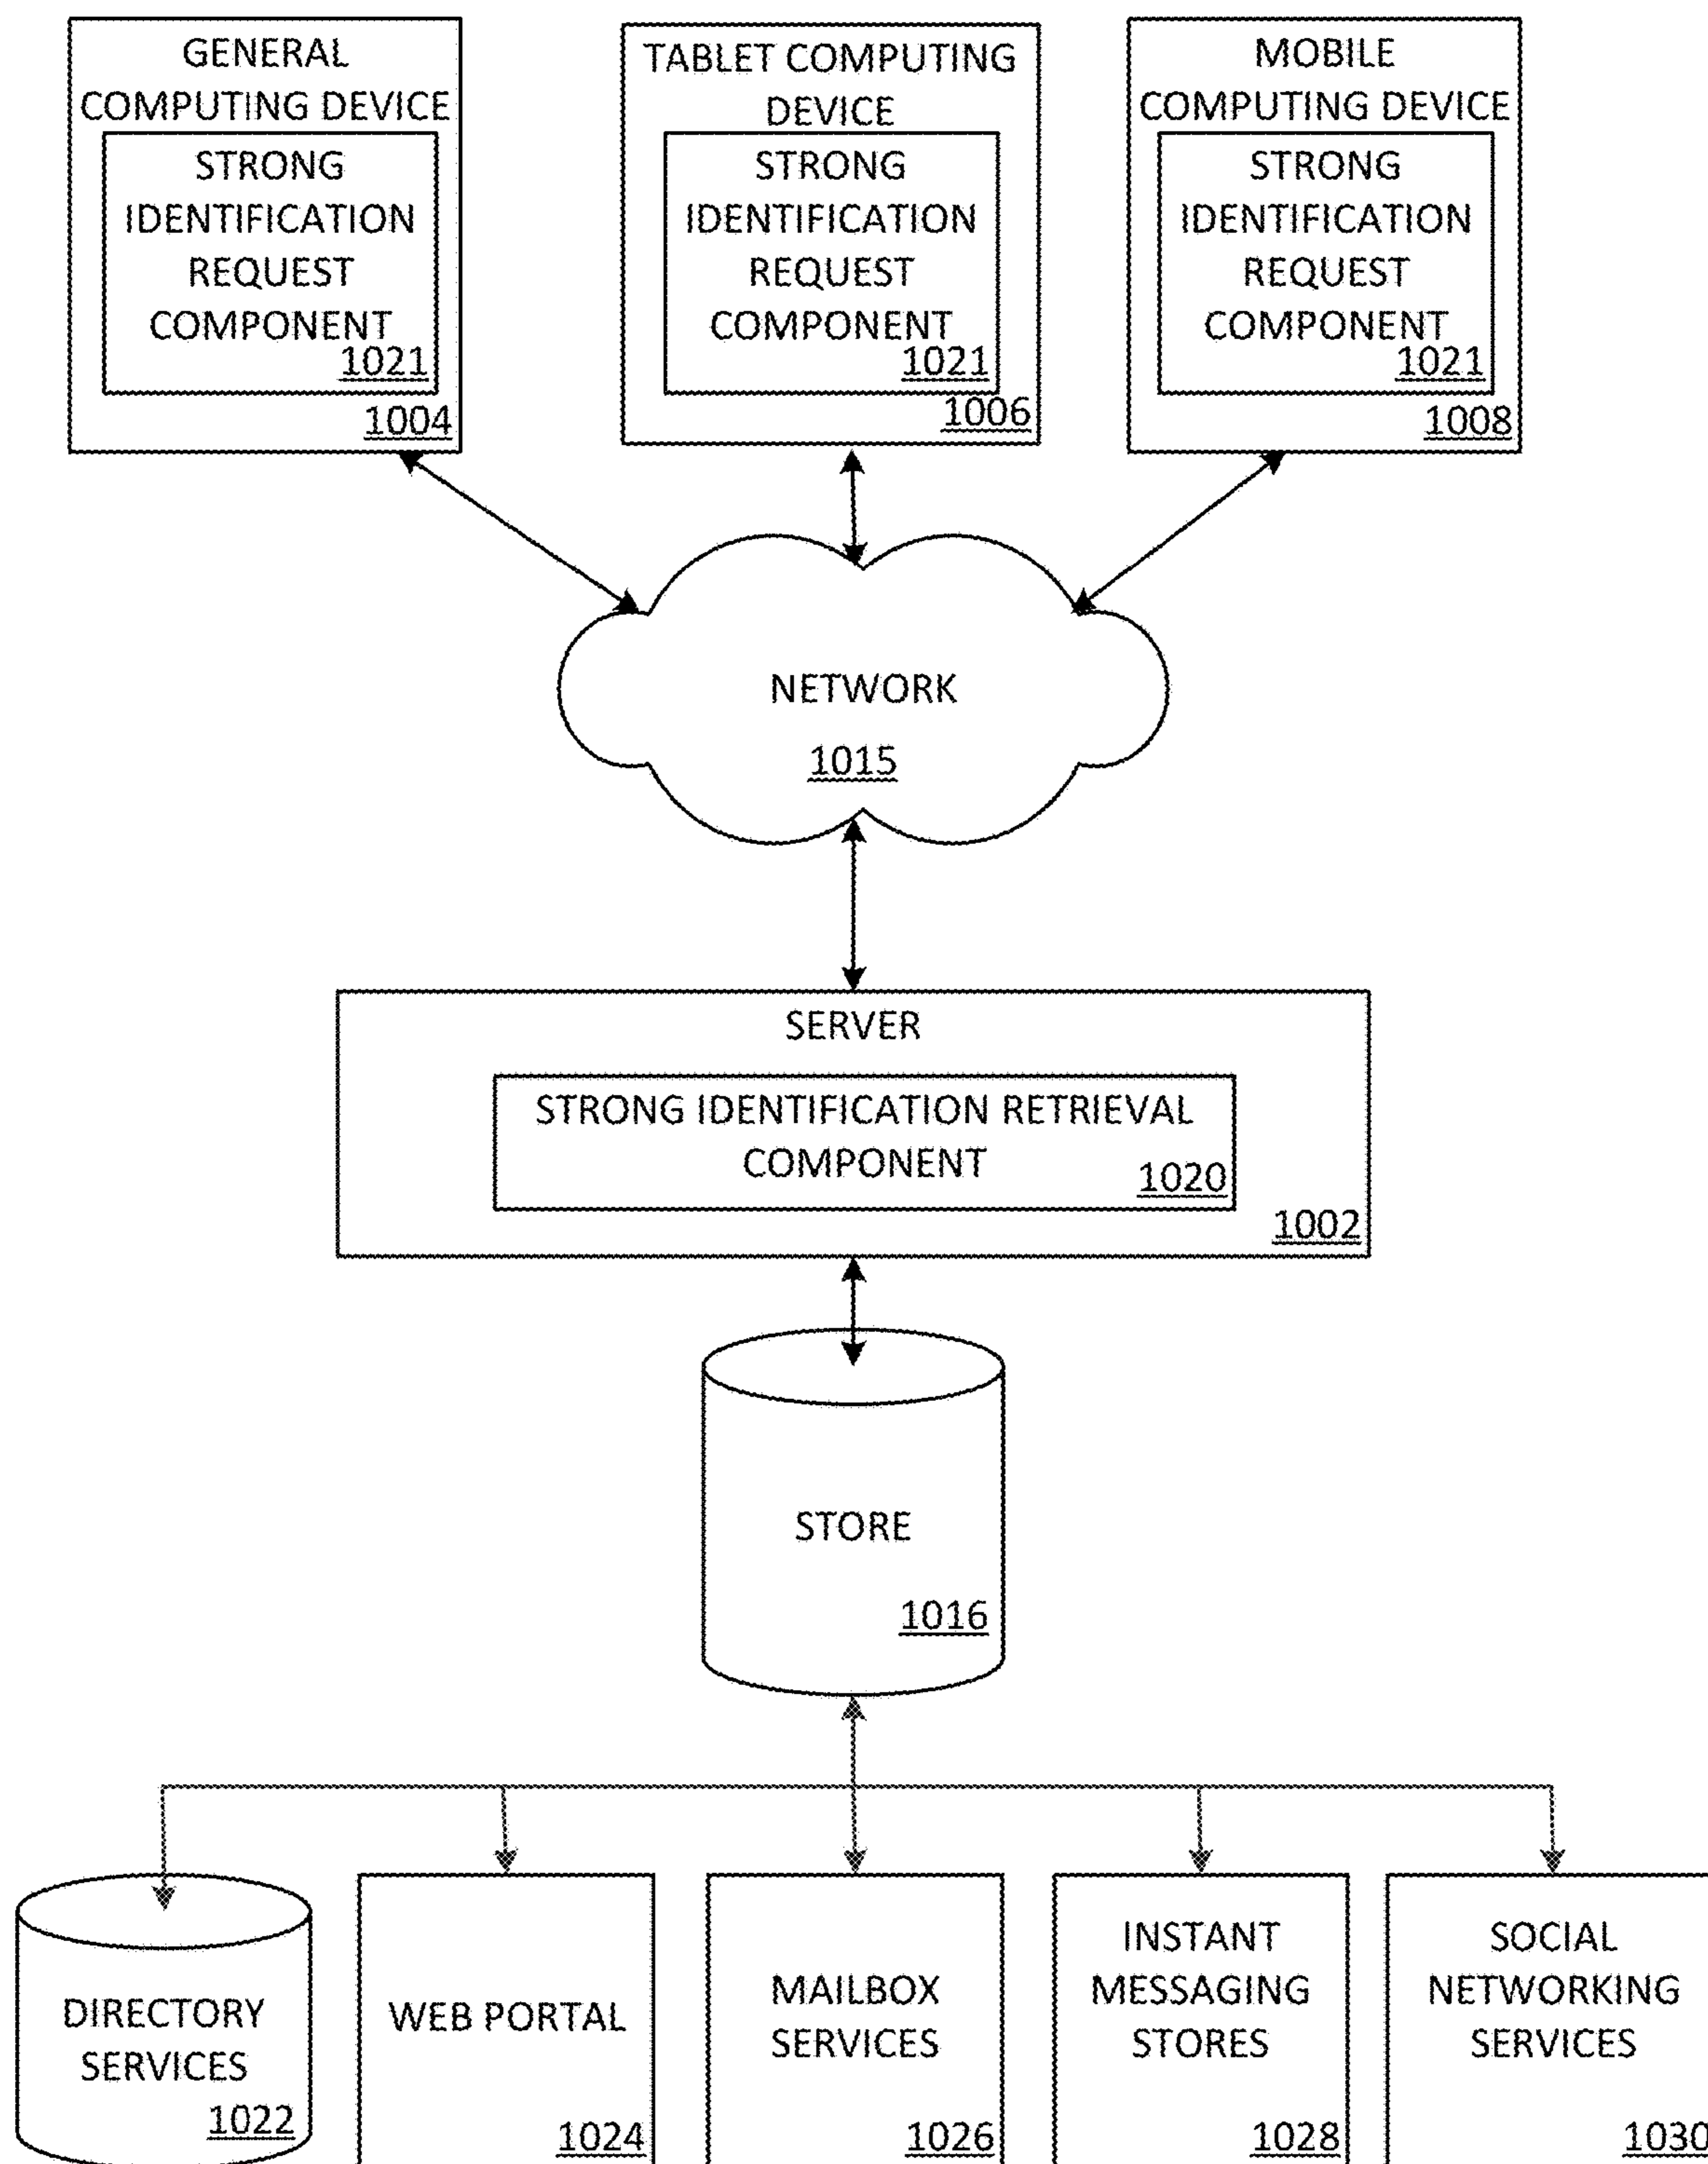 GENERAL
COMPUTING DEVICE
STRONG
IDENTIFICATION
REQUEST
COMPONENT
1021
1004
TABLET COMPUTING
DEVICE
STRONG
IDENTIFICATION
REQUEST
COMPONENT
1021
1006
MOBILE
COMPUTING DEVICE
STRONG
IDENTIFICATION
REQUEST
COMPONENT
1021
1008
NETWORK
1015
SERVER
STRONG IDENTIFICATION RETRIEVAL
COMPONENT
1020
1002
STORE
1016
DIRECTORY
SERVICES
1022
WEB PORTAL
1024
MAILBOX
SERVICES
1026
INSTANT
MESSAGING
STORES
1028
SOCIAL
NETWORKING
SERVICES
1030